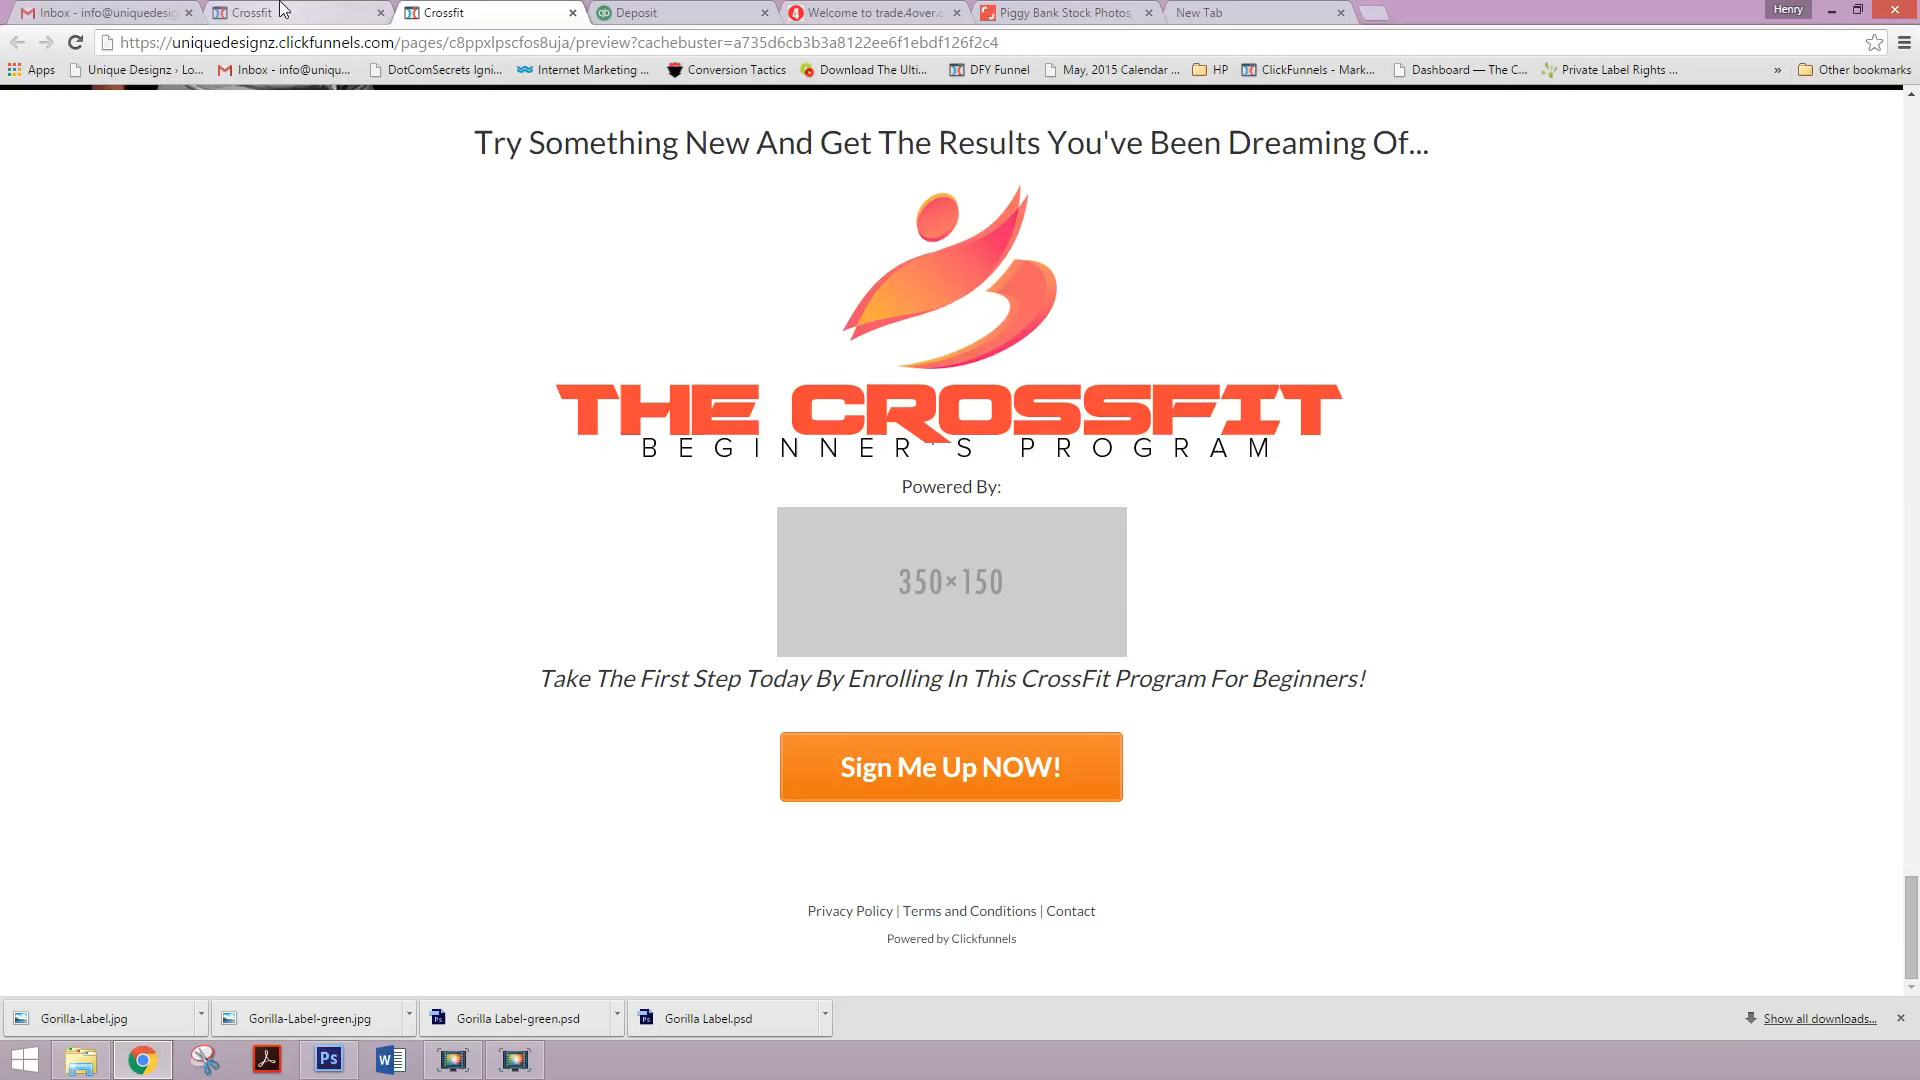 Inbox - info@uniquedesig
Crossfit
Crossfit
Deposit
Welcome to trade.4over.c
Piggy Bank Stock Photos,
New Tab
Henry
https://uniquedesignz.clickfunnels.com/pages/c8ppxlpscfos8uja/preview?cachebuster=a735d6cb3b3a8122ee6f1ebdf126f2c4
Apps
Unique Designz › Lo...
Inbox - info@uniqu...
DotComSecrets Igni...
Internet Marketing ...
Conversion Tactics
Download The Ulti...
DFY Funnel
May, 2015 Calendar ...
HP
ClickFunnels - Mark...
Dashboard — The C...
Private Label Rights ...
»
Other bookmarks
Try Something New And Get The Results You've Been Dreaming Of...
THE CROSSFIT
BEGINNER'S PROGRAM
Powered By:
350×150
Take The First Step Today By Enrolling In This CrossFit Program For Beginners!
Sign Me Up NOW!
Privacy Policy | Terms and Conditions | Contact
Powered by Clickfunnels
Gorilla-Label.jpg
Gorilla-Label-green.jpg
Gorilla Label-green.psd
Gorilla Label.psd
Show all downloads...